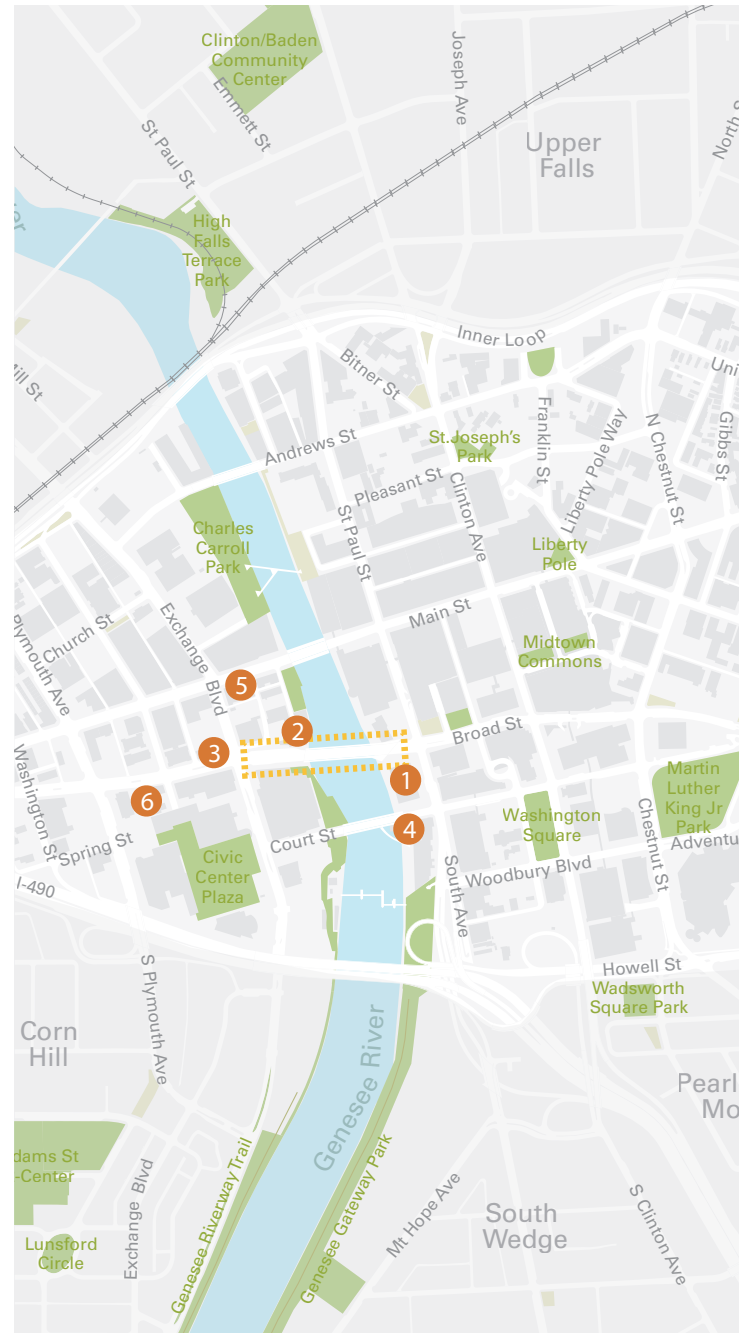 Clinton/Baden
Community
Center
Joseph Ave
Emmett St
Upper
Falls
St Paul St
High
Falls
Terrace
Park
Inner Loop
Bitner St
Franklin St
Liberty Pole Way
N Chestnut St
Gibbs St
Andrews St
St.Joseph's
Park
Pleasant St
Clinton Ave
St Paul St
Charles
Carroll
Park
Liberty
Pole
Main St
Church St
Exchange Blvd
Plymouth Ave
Midtown
Commons
5
2
3
Broad St
1
Martin
Luther
King Jr
Park
6
Washington St
4
Washington
Square
Spring St
Court St
Civic
Center
Plaza
South Ave
Woodbury Blvd
Chestnut St
Adventu
I-490
Howell St
Wadsworth
Square Park
S Plymouth Ave
Corn
Hill
Genesee River
Pearl
Mo
dams St
-Center
Exchange Blvd
Genesee Riverway Trail
Genesee Gateway Park
Mt Hope Ave
South
Wedge
S Clinton Ave
Lunsford
Circle